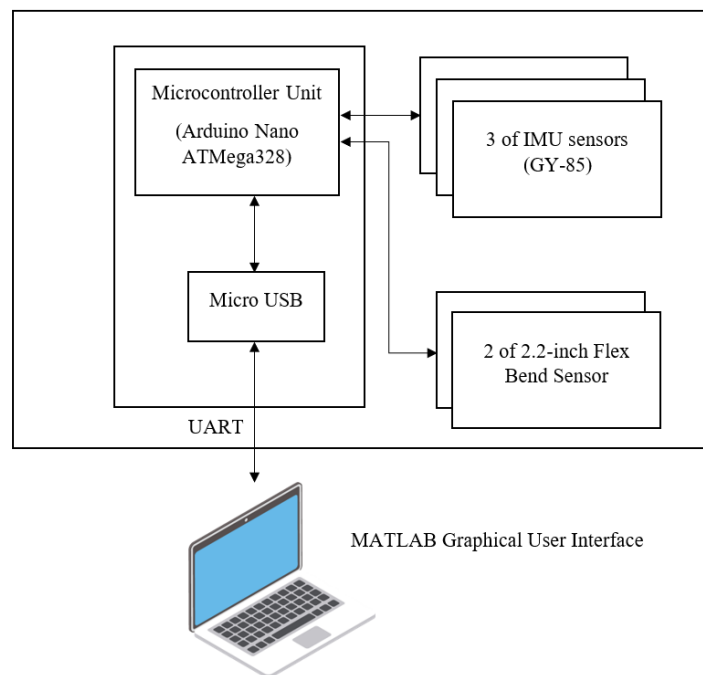 Microcontroller Unit
(Arduino Nano
ATMega328)
3 of IMU sensors
(GY-85)
Micro USB
2 of 2.2-inch Flex
Bend Sensor
UART
MATLAB Graphical User Interface